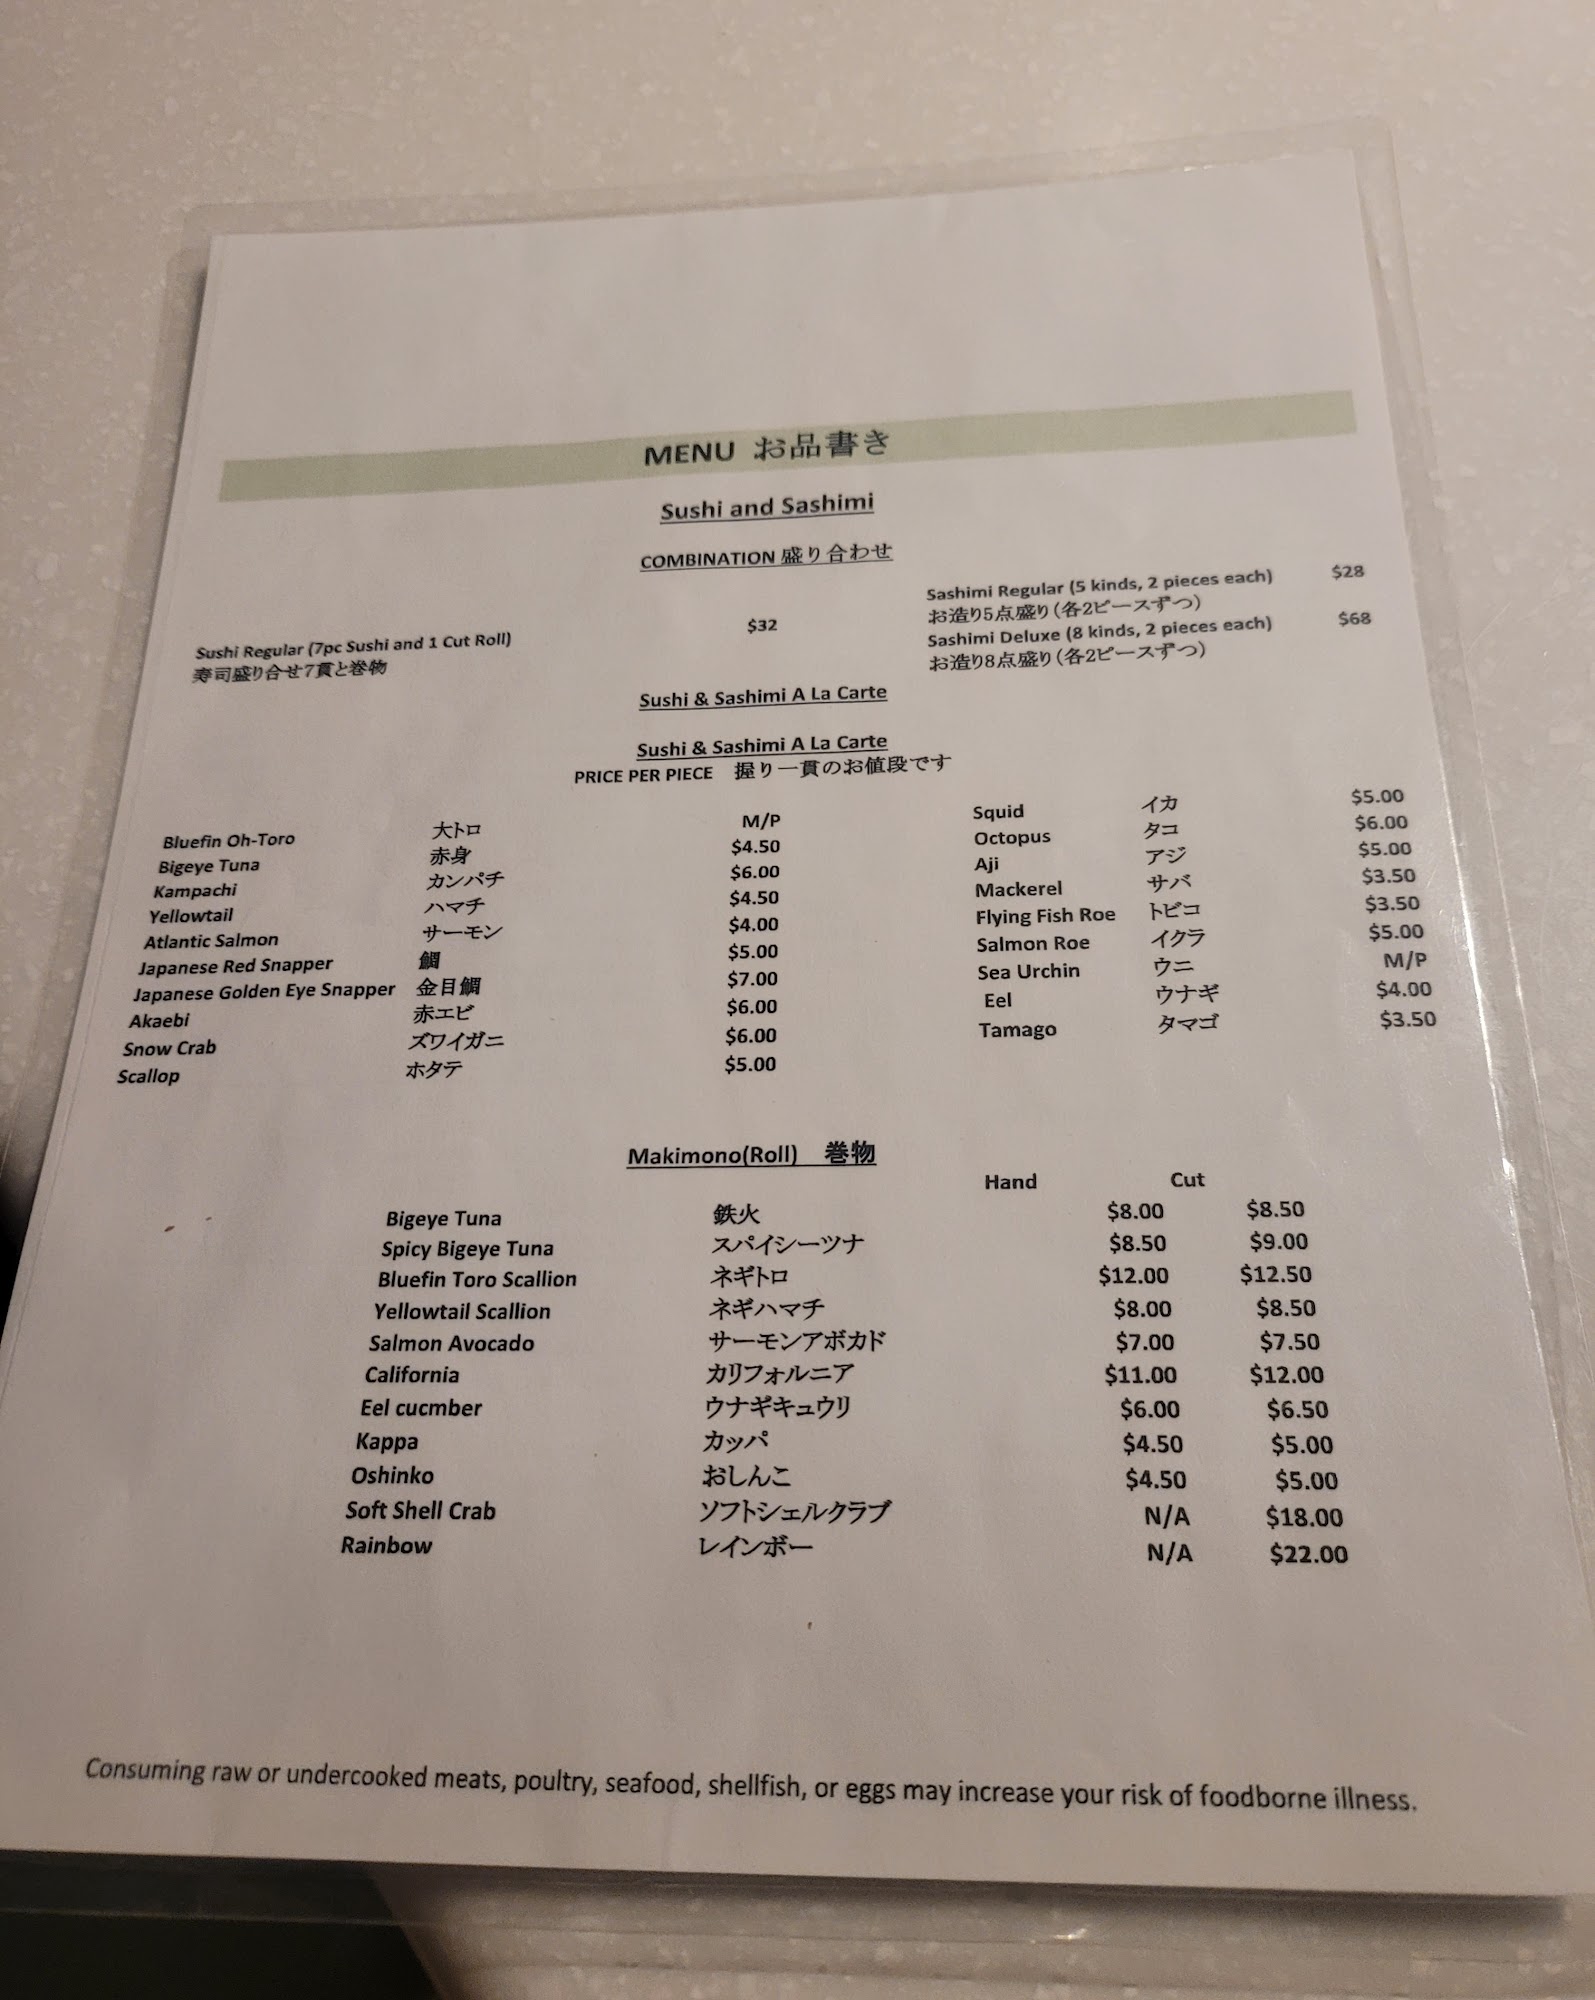 MENU お品書き
Sushi and Sashimi
COMBINATION 盛り合わせ
Sushi Regular (7pc Sushi and 1 Cut Roll) $32
寿司盛り合せ7貫と巻物
Sashimi Regular (5 kinds, 2 pieces each) $28
お造り5点盛り(各2ピースずつ)
Sashimi Deluxe (8 kinds, 2 pieces each) $68
お造り8点盛り(各2ピースずつ)
Sushi & Sashimi A La Carte
Sushi & Sashimi A La Carte
PRICE PER PIECE 握り一貫のお値段です
Bluefin Oh-Toro 大トロ M/P
Bigeye Tuna 赤身 $4.50
Kampachi カンパチ $6.00
Yellowtail ハマチ $4.50
Atlantic Salmon サーモン $4.00
Japanese Red Snapper 鯛 $5.00
Japanese Golden Eye Snapper 金目鯛 $7.00
Akaebi 赤エビ $6.00
Snow Crab ズワイガニ $6.00
Scallop ホタテ $5.00
Squid イカ $5.00
Octopus タコ $6.00
Aji アジ $5.00
Mackerel サバ $3.50
Flying Fish Roe トビコ $3.50
Salmon Roe イクラ $5.00
Sea Urchin ウニ M/P
Eel ウナギ $4.00
Tamago タマゴ $3.50
Makimono(Roll) 巻物
Hand Cut
Bigeye Tuna 鉄火 $8.00 $8.50
Spicy Bigeye Tuna スパイシーツナ $8.50 $9.00
Bluefin Toro Scallion ネギトロ $12.00 $12.50
Yellowtail Scallion ネギハマチ $8.00 $8.50
Salmon Avocado サーモンアボカド $7.00 $7.50
California カリフォルニア $11.00 $12.00
Eel cucmber ウナギキュウリ $6.00 $6.50
Kappa カッパ $4.50 $5.00
Oshinko おしんこ $4.50 $5.00
Soft Shell Crab ソフトシェルクラブ N/A $18.00
Rainbow レインボー N/A $22.00
Consuming raw or undercooked meats, poultry, seafood, shellfish, or eggs may increase your risk of foodborne illness.